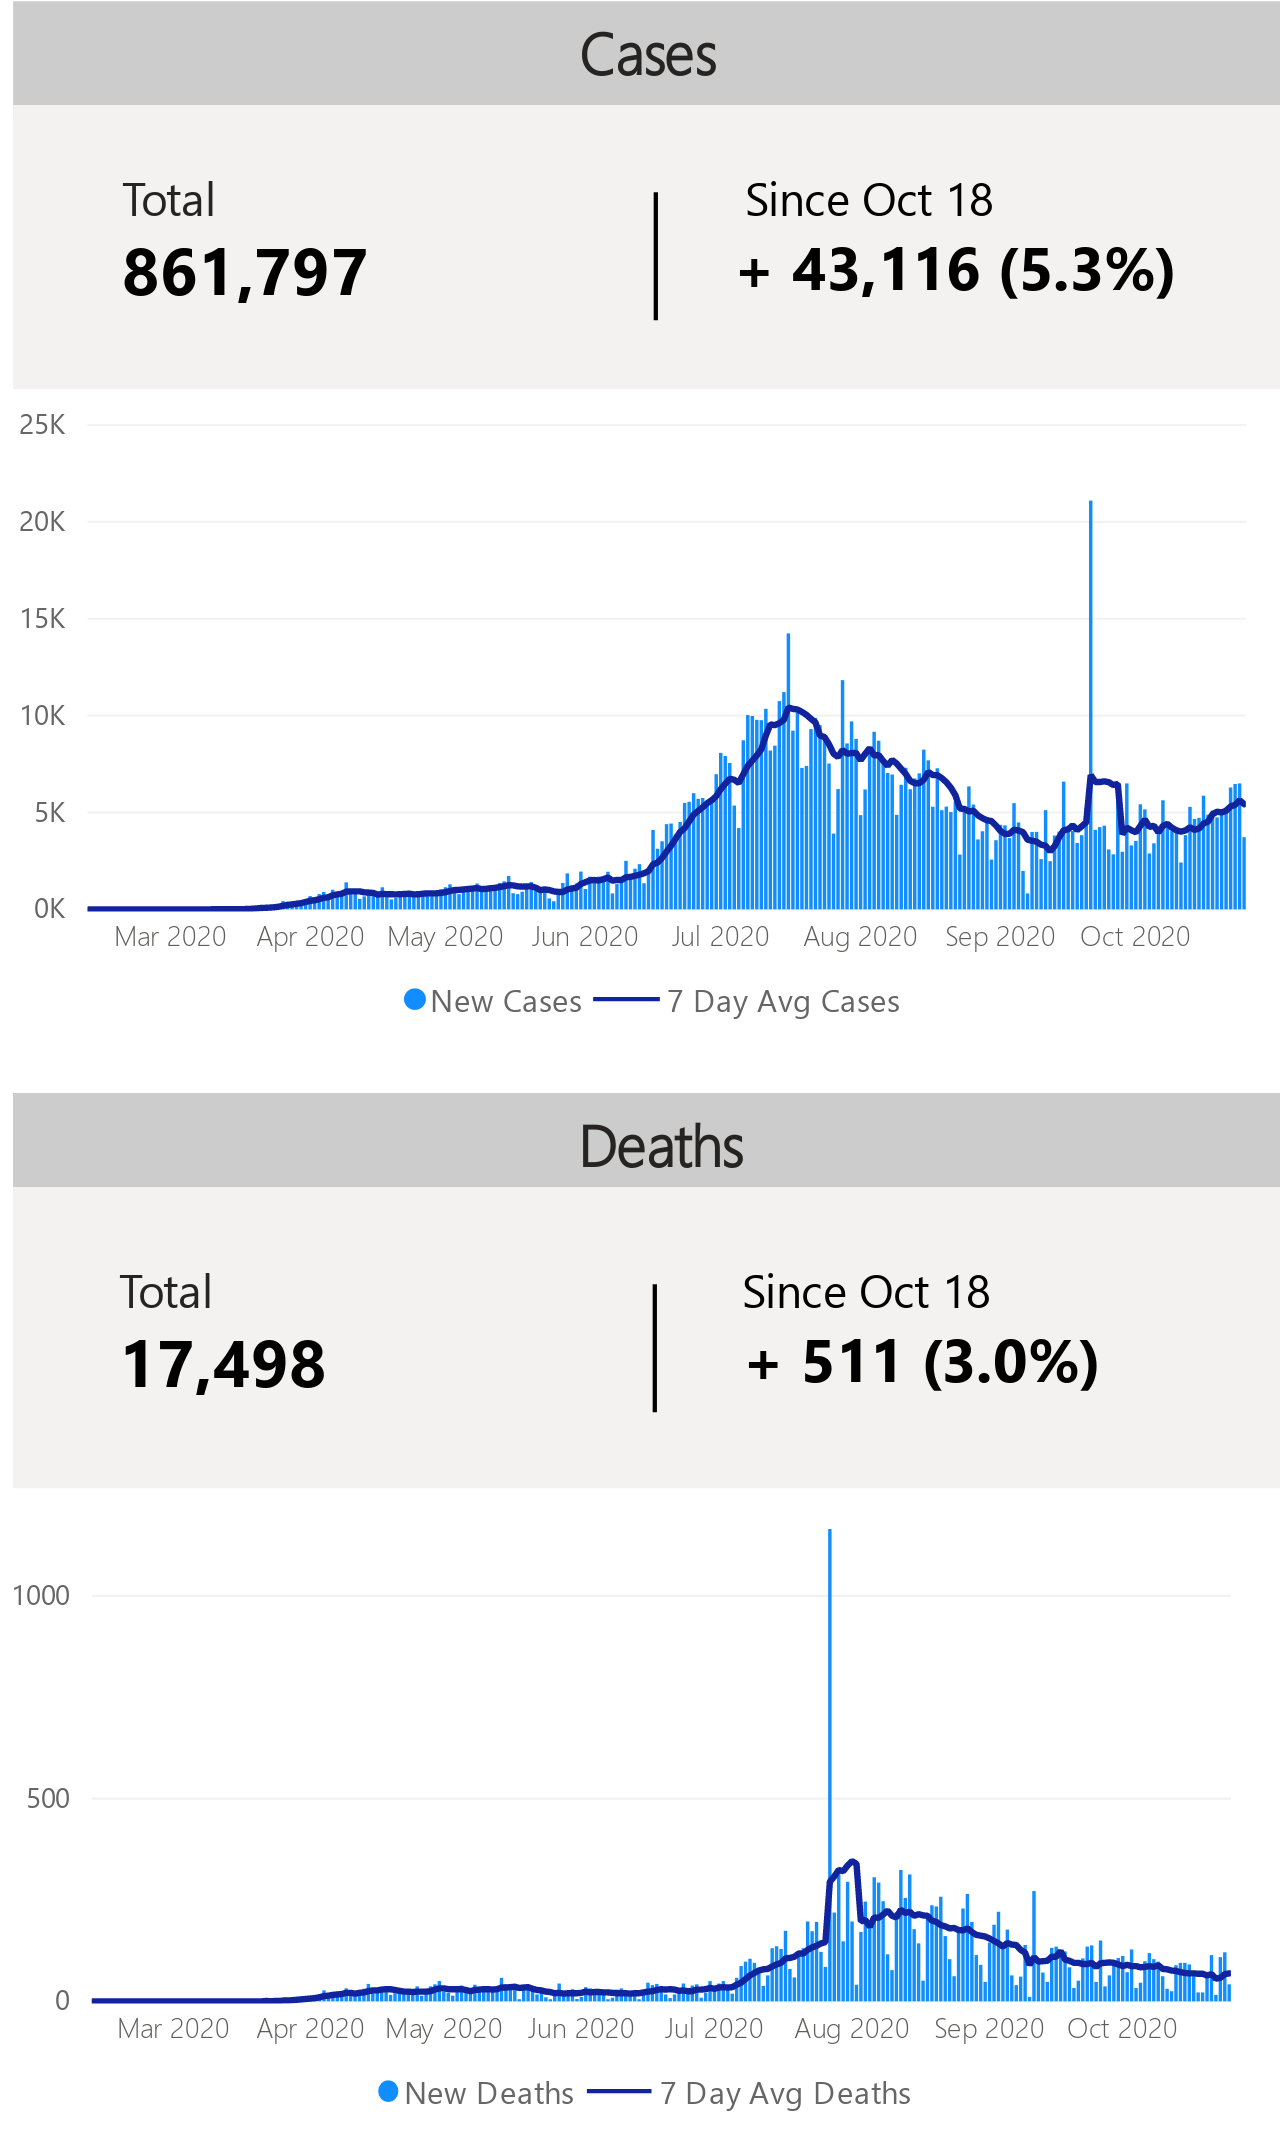 Cases
Total
Since Oct 18
861,797
+ 43,116 (5.3%)
25K
20K
15K
10K
5K
0K
Mar 2020 Apr 2020 May 2020 Jun 2020 Jul 2020 Aug 2020 Sep 2020 Oct 2020
New Cases 7 Day Avg Cases
Deaths
Total
Since Oct 18
17,498
+ 511 (3.0%)
1000
500
0
Mar 2020 Apr 2020 May 2020 Jun 2020 Jul 2020 Aug 2020 Sep 2020 Oct 2020
New Deaths 7 Day Avg Deaths